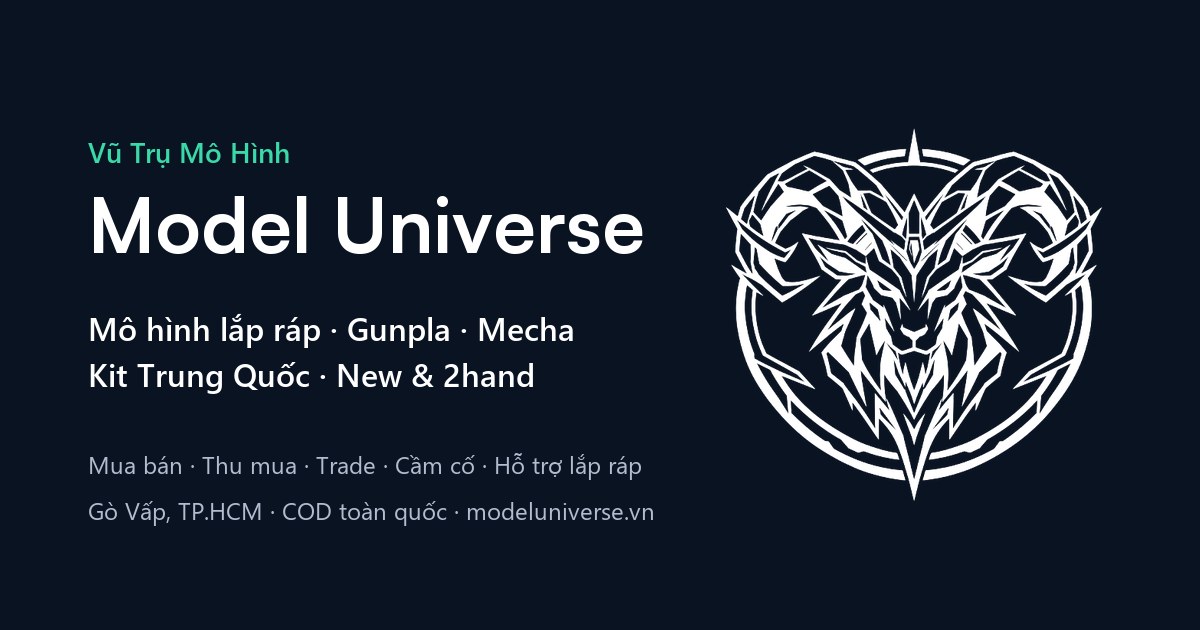 Vũ Trụ Mô Hình
Model Universe
Mô hình lắp ráp · Gunpla · Mecha
Kit Trung Quốc · New & 2hand
Mua bán · Thu mua · Trade · Cầm cố · Hỗ trợ lắp ráp
Gò Vấp, TP.HCM · COD toàn quốc · modeluniverse.vn